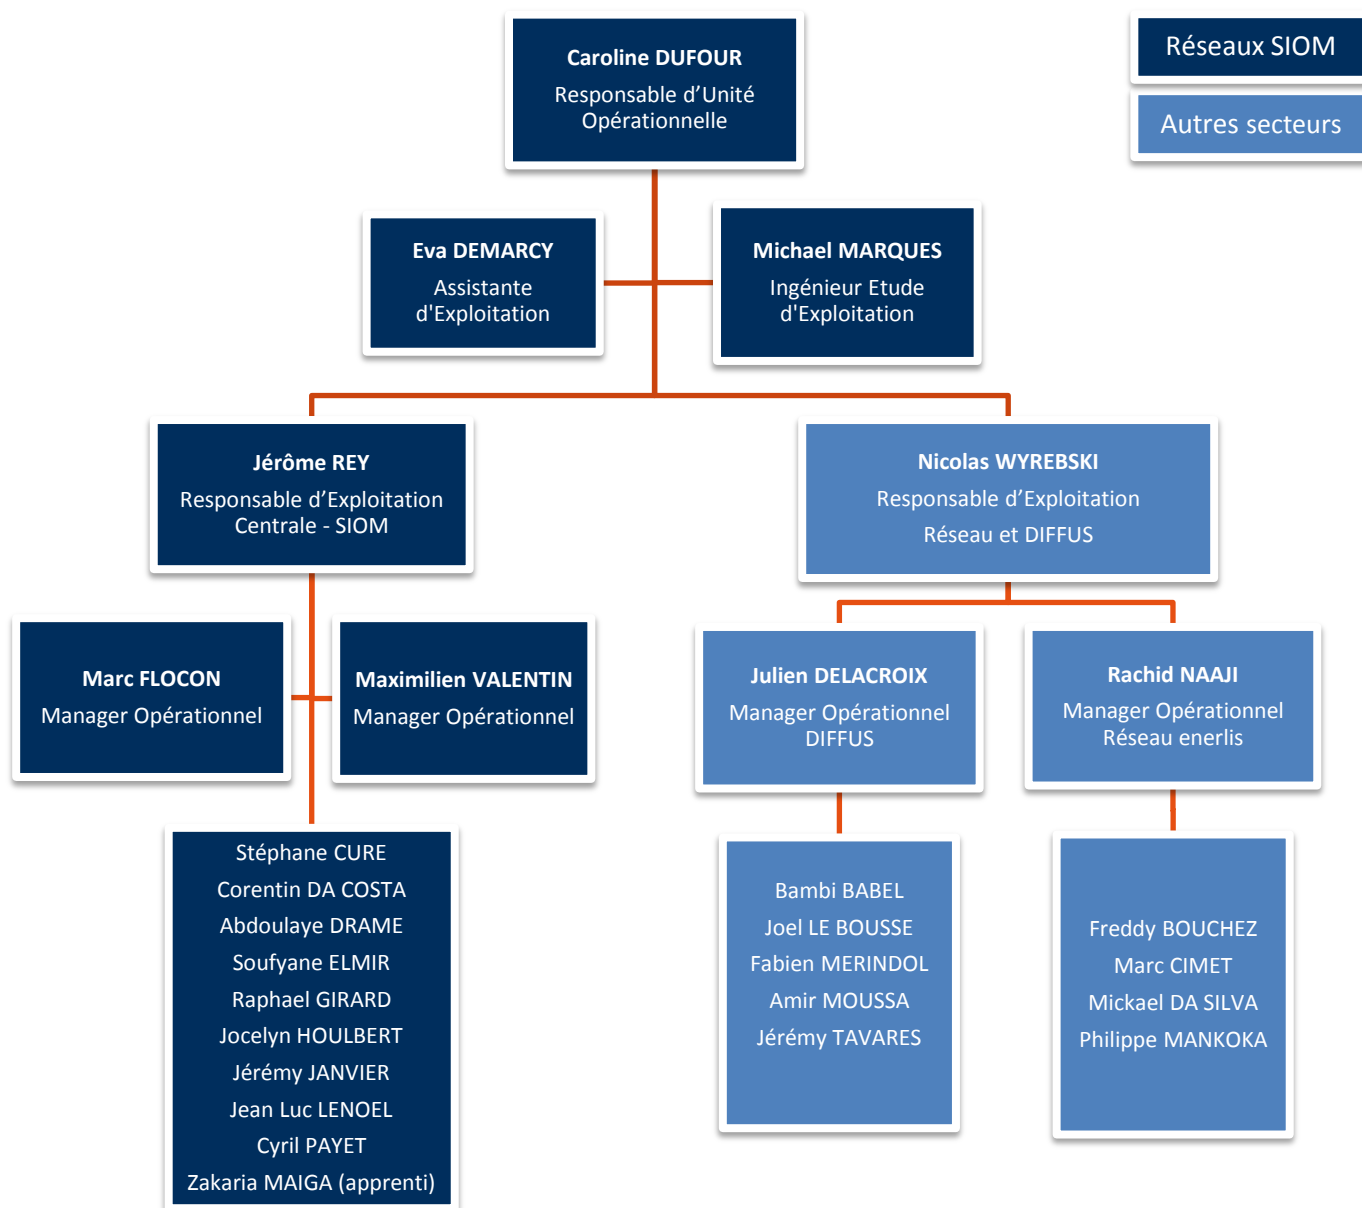 Caroline DUFOUR
Responsable d’Unité
Opérationnelle
Réseaux SIOM
Autres secteurs
Eva DEMARCY
Assistante
d'Exploitation
Michael MARQUES
Ingénieur Etude
d'Exploitation
Jérôme REY
Responsable d’Exploitation
Centrale - SIOM
Nicolas WYREBSKI
Responsable d’Exploitation
Réseau et DIFFUS
Marc FLOCON
Manager Opérationnel
Maximilien VALENTIN
Manager Opérationnel
Julien DELACROIX
Manager Opérationnel
DIFFUS
Rachid NAAJI
Manager Opérationnel
Réseau enerlis
Stéphane CURE
Corentin DA COSTA
Abdoulaye DRAME
Soufyane ELMIR
Raphael GIRARD
Jocelyn HOULBERT
Jérémy JANVIER
Jean Luc LENOEL
Cyril PAYET
Zakaria MAIGA (apprenti)
Bambi BABEL
Joel LE BOUSSE
Fabien MERINDOL
Amir MOUSSA
Jérémy TAVARES
Freddy BOUCHEZ
Marc CIMET
Mickael DA SILVA
Philippe MANKOKA